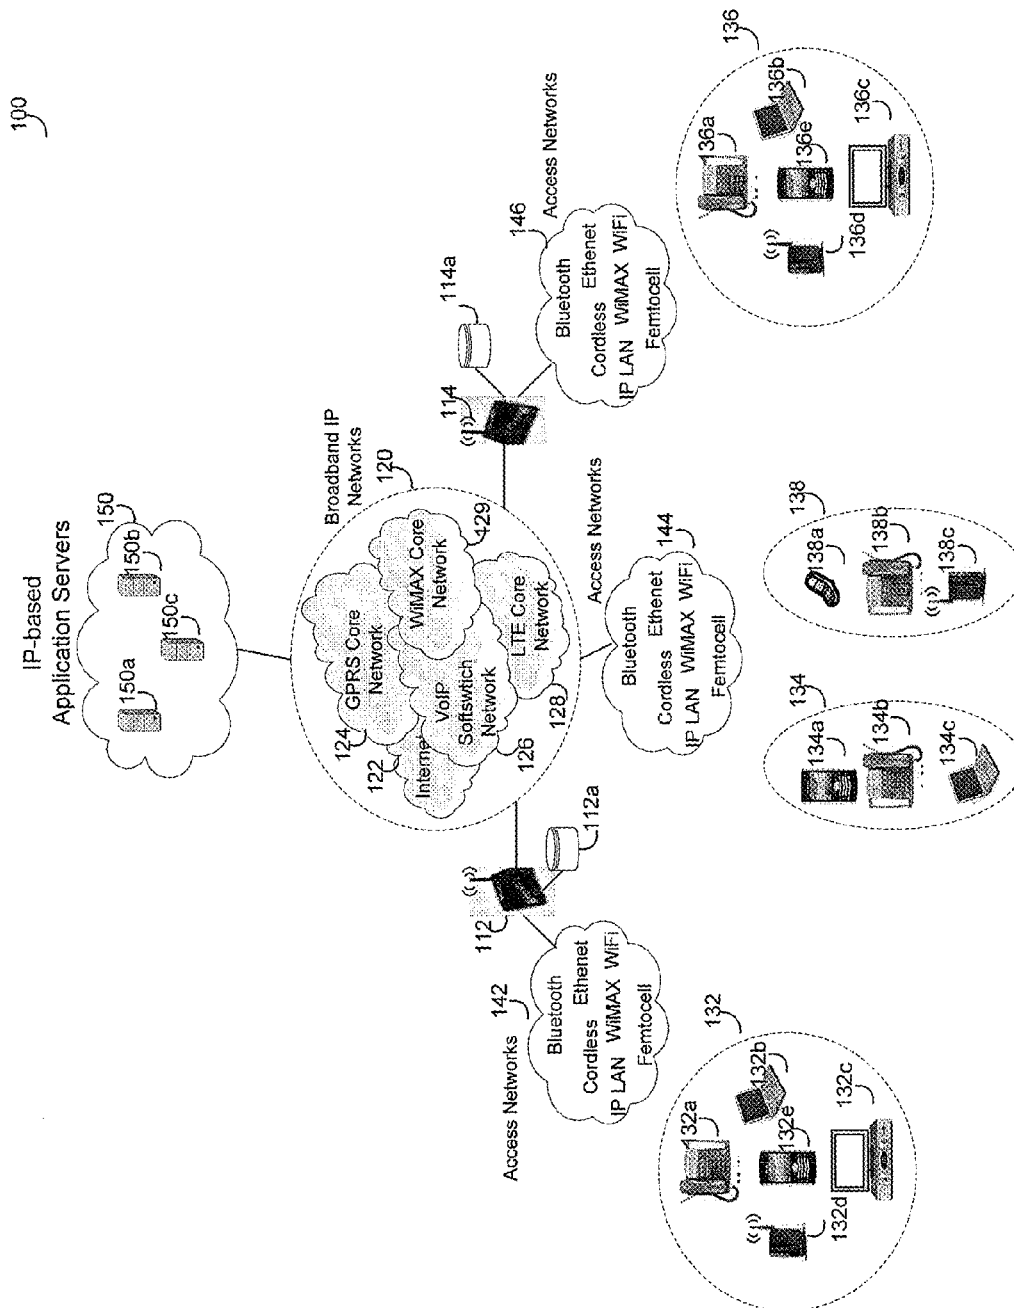 100
IP-based
Application Servers
150
150a
150b
150c
Broadband IP
Networks
120
GPRS Core
Network
124
WiMAX Core
Network
129
Internet
122
VoIP
Softswtich
Network
126
LTE Core
Network
128
112
112a
114
114a
Access Networks
142
Bluetooth
Cordless Ethenet
IP LAN WiMAX WiFi
Femtocell
Access Networks
144
Bluetooth
Cordless Ethenet
IP LAN WiMAX WiFi
Femtocell
Access Networks
146
Bluetooth
Cordless Ethenet
IP LAN WiMAX WiFi
Femtocell
132
132a
132b
132e
132d
132c
134
134a
134b
134c
138
138a
138b
138c
136
136a
136b
136e
136d
136c